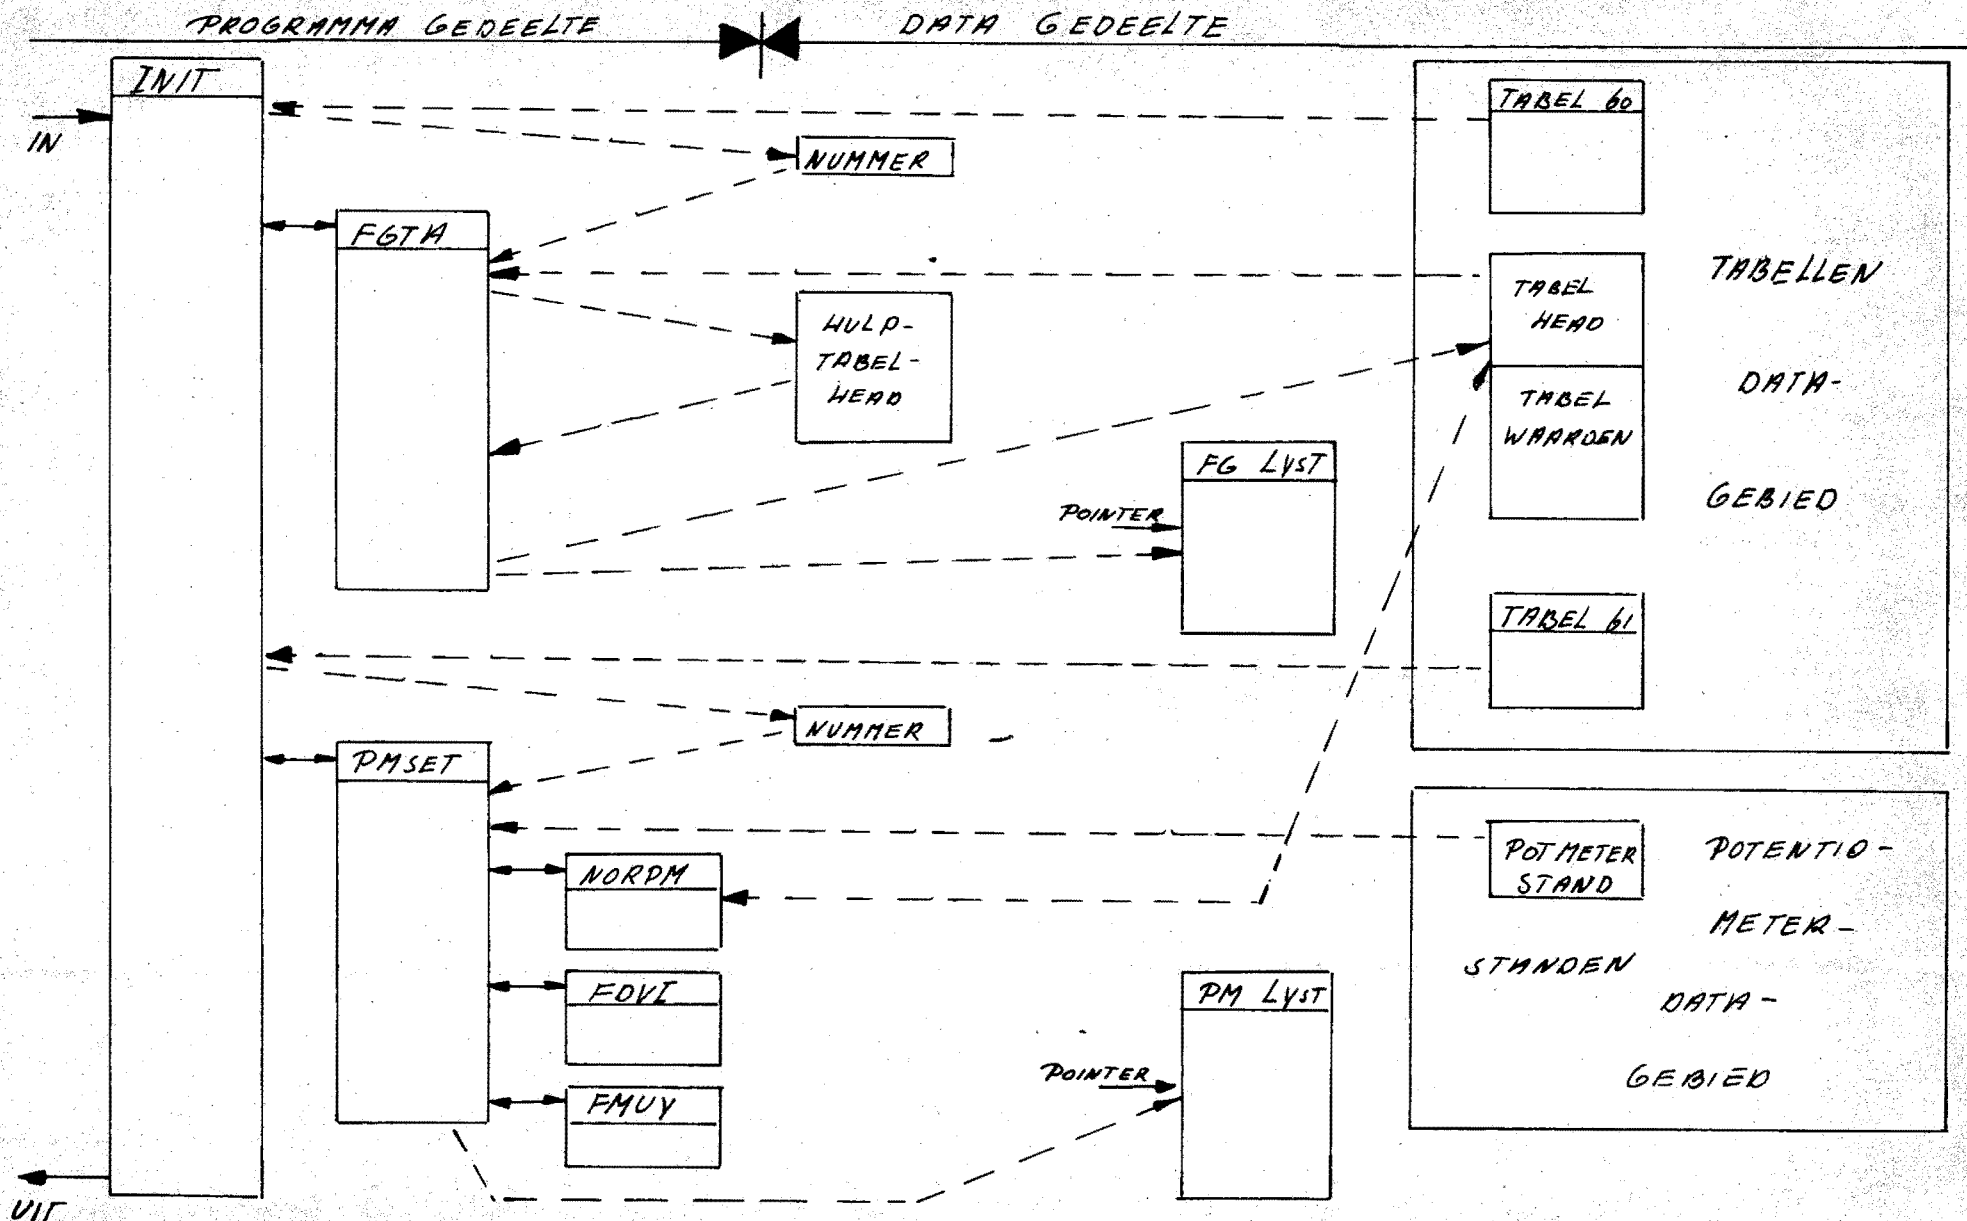 PROGRAMMA GEDEELTE
DATA GEDEELTE
INIT
IN
TABEL 60
NUMMER
FGTA
TABEL
HEAD
TABELLEN
HULP-
TABEL-
HEAD
DATA-
TABEL
WAARDEN
FG LYST
GEBIED
POINTER
TABEL 61
NUMMER
PMSET
POTMETER
STAND
POTENTIO-
NORPM
METER-
STANDEN
FDVI
PM LYST
DATA-
POINTER
GEBIED
FMUY
UIT